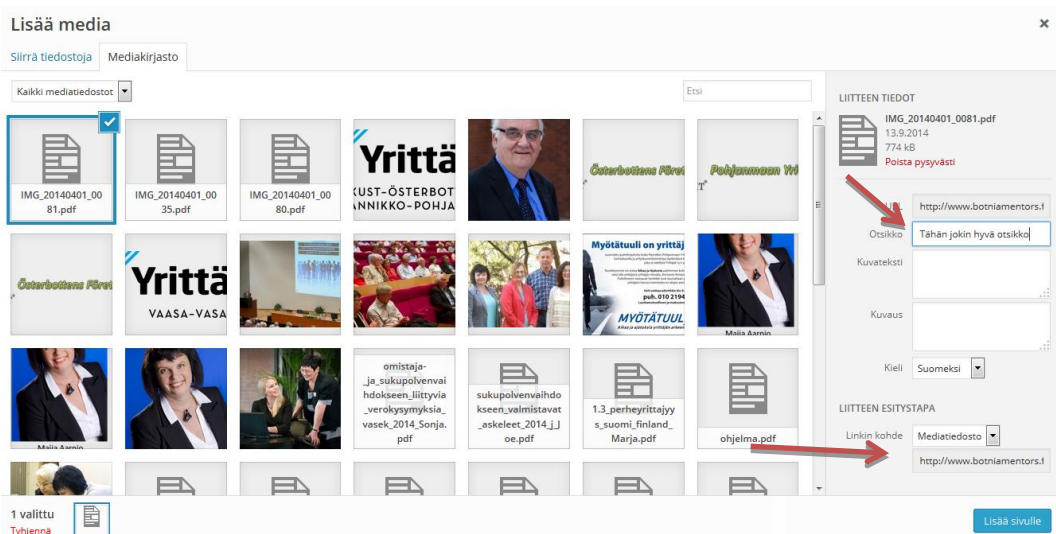 Lisää media
×
Siirrä tiedostoja Mediakirjasto
Kaikki mediatiedostot
Etsi
IMG_20140401_00
81.pdf
IMG_20140401_00
35.pdf
IMG_20140401_00
80.pdf
Yrittä
KUST-ÖSTERBOT
ANNIKKO-POHJA
Österbottens Föret
Pohjanmaan Yri
Österbottens Föret
Yrittä
VAASA-VASA
Myötätuuli on yrittäj
puh. 010 2194
MYÖTÄTUUL
Maija Aarnio
Maija Aarnio
omistaja-
_ja_sukupolvenvai
hdokseen_liittyvia
_verokysymyksia_
vasek_2014_Sonja.
pdf
sukupolvenvaihdo
kseen_valmistavat
_askeleet_2014_j_J
oe.pdf
1.3_perheyrittajyy
s_suomi_finland_
Marja.pdf
ohjelma.pdf
1 valittu
Tyhjennä
LIITTEEN TIEDOT
IMG_20140401_0081.pdf
13.9.2014
774 kB
Poista pysyvästi
http://www.botniamentors.f
Otsikko Tähän jokin hyvä otsikko
Kuvateksti
Kuvaus
Kieli Suomeksi
LIITTEEN ESITYSTAPA
Linkin kohde Mediatiedosto
http://www.botniamentors.f
Lisää sivulle